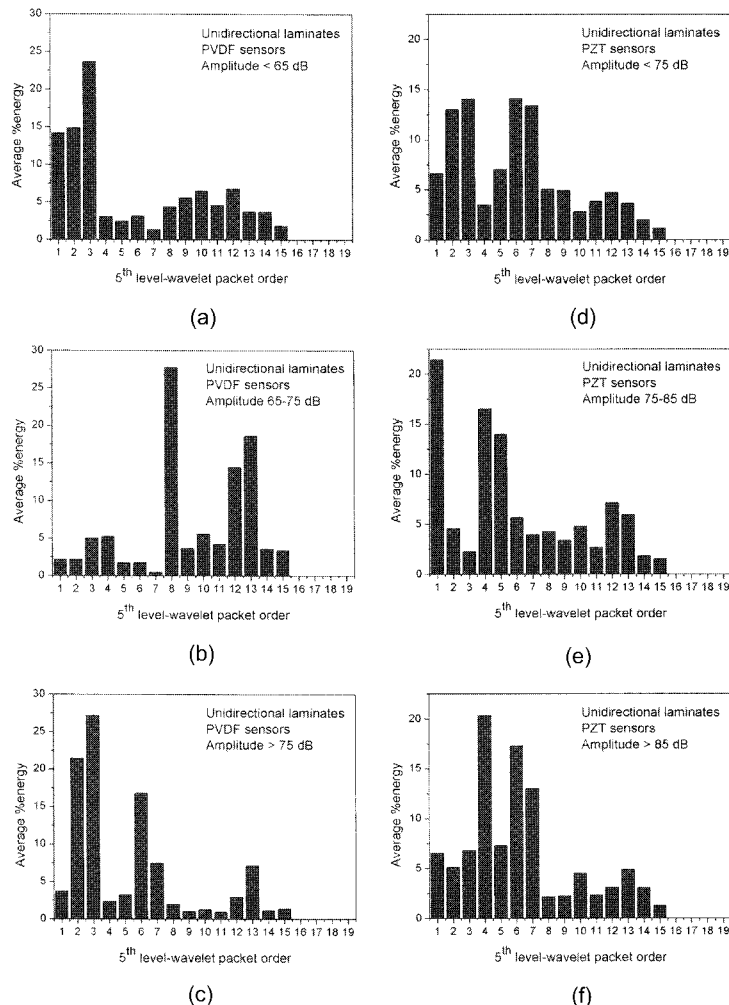 30
25
20
15
10
5
0
Average %energy
Unidirectional laminates
PVDF sensors
Amplitude < 65 dB
1 2 3 4 5 6 7 8 9 10 11 12 13 14 15 16 17 18 19
5th level-wavelet packet order
(a)
20
15
10
5
0
Average %energy
Unidirectional laminates
PZT sensors
Amplitude < 75 dB
1 2 3 4 5 6 7 8 9 10 11 12 13 14 15 16 17 18 19
5th level-wavelet packet order
(d)
30
25
20
15
10
5
0
Average %energy
Unidirectional laminates
PVDF sensors
Amplitude 65-75 dB
1 2 3 4 5 6 7 8 9 10 11 12 13 14 15 16 17 18 19
5th level-wavelet packet order
(b)
20
15
10
5
0
Average %energy
Unidirectional laminates
PZT sensors
Amplitude 75-85 dB
1 2 3 4 5 6 7 8 9 10 11 12 13 14 15 16 17 18 19
5th level-wavelet packet order
(e)
30
25
20
15
10
5
0
Average %energy
Unidirectional laminates
PVDF sensors
Amplitude > 75 dB
1 2 3 4 5 6 7 8 9 10 11 12 13 14 15 16 17 18 19
5th level-wavelet packet order
(c)
20
15
10
5
0
Average %energy
Unidirectional laminates
PZT sensors
Amplitude > 85 dB
1 2 3 4 5 6 7 8 9 10 11 12 13 14 15 16 17 18 19
5th level-wavelet packet order
(f)